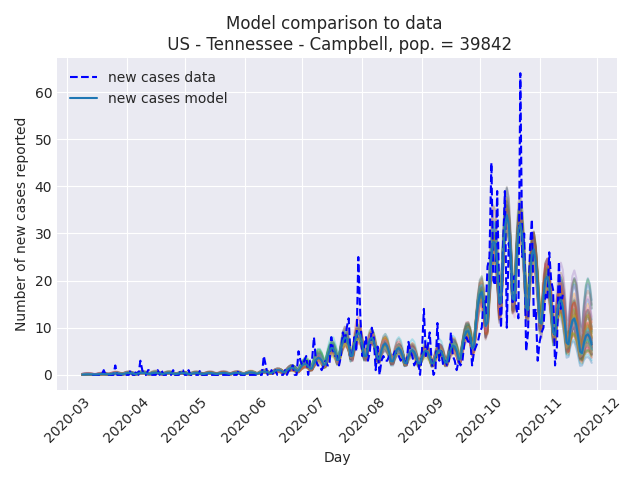 Model comparison to data
US - Tennessee - Campbell, pop. = 39842
new cases data
new cases model
Number of new cases reported
60
50
40
30
20
10
0
2020-03
2020-04
2020-05
2020-06
2020-07
2020-08
2020-09
2020-10
2020-11
2020-12
Day